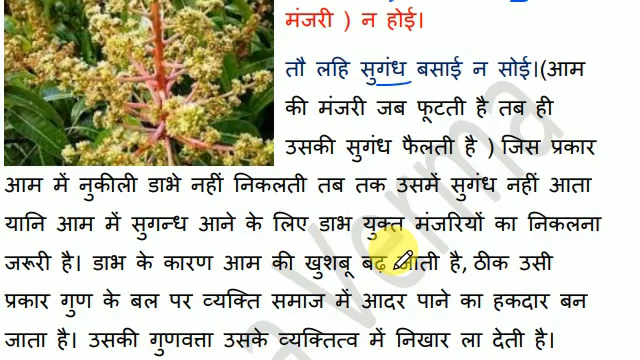 मंजरी ) न होई।
तौ लहि सुगंध बसाई न सोई।(आम
की मंजरी जब फूटती है तब ही
उसकी सुगंध फैलती है ) जिस प्रकार
आम में नुकीली डाभे नहीं निकलती तब तक उसमें सुगंध नहीं आता
यानि आम में सुगन्ध आने के लिए डाभ युक्त मंजरियों का निकलना
जरूरी है। डाभ के कारण आम की खुशबू बढ़ जाती है, ठीक उसी
प्रकार गुण के बल पर व्यक्ति समाज में आदर पाने का हकदार बन
जाता है। उसकी गुणवत्ता उसके व्यक्तित्व में निखार ला देती है।
a Verma